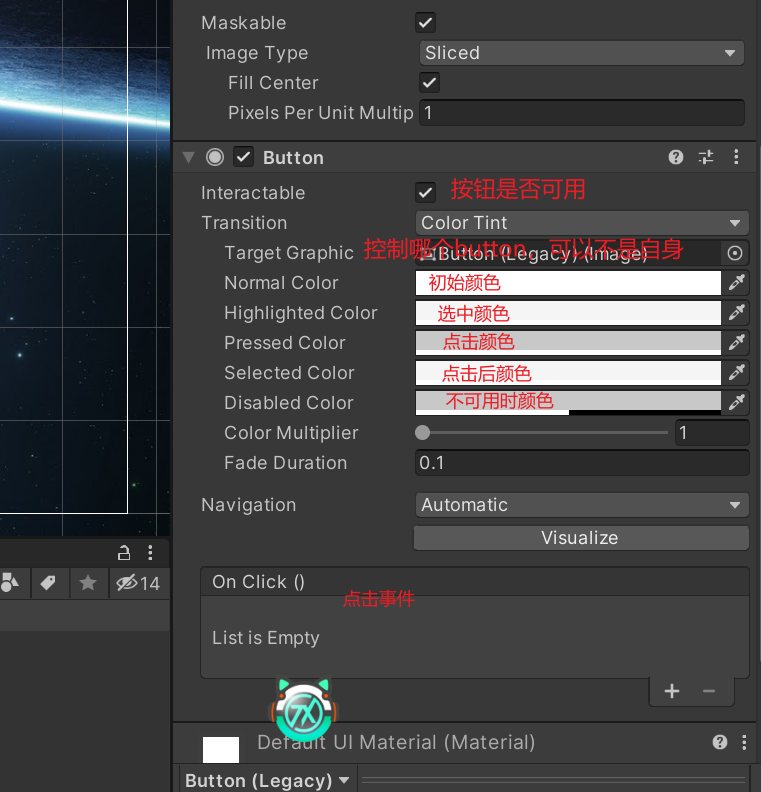 Maskable
Image Type Sliced
Fill Center
Pixels Per Unit Multip 1
Button
Interactable 按钮是否可用
Transition Color Tint
Target Graphic 控制哪个button，可以不是自身 Button (Legacy) (Image)
Normal Color 初始颜色
Highlighted Color 选中颜色
Pressed Color 点击颜色
Selected Color 点击后颜色
Disabled Color 不可用时颜色
Color Multiplier 1
Fade Duration 0.1
Navigation Automatic
Visualize
14
On Click ()
点击事件
List is Empty
Default UI Material (Material)
Button (Legacy)